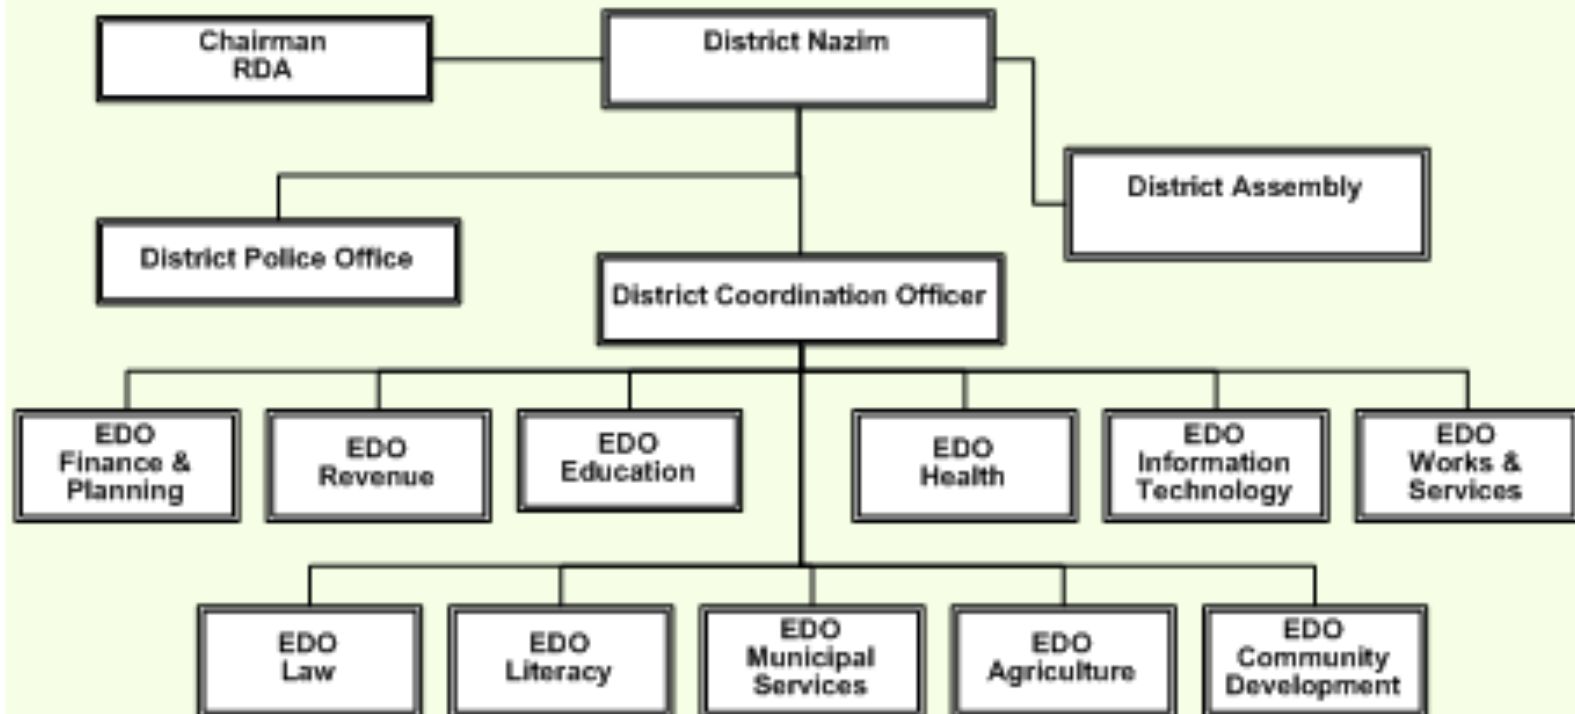 Chairman
RDA
District Nazim
District Assembly
District Police Office
District Coordination Officer
EDO
Finance &
Planning
EDO
Revenue
EDO
Education
EDO
Health
EDO
Information
Technology
EDO
Works &
Services
EDO
Law
EDO
Literacy
EDO
Municipal
Services
EDO
Agriculture
EDO
Community
Development